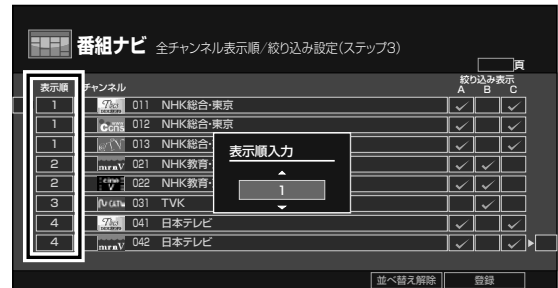 番組ナビ 全チャンネル表示順/絞り込み設定(ステップ3)
頁
表示順 チャンネル 絞り込み表示
A B C
1 011 NHK総合・東京
1 012 NHK総合・東京
1 013 NHK総合・
2 021 NHK教育・
2 022 NHK教育・
3 031 TVK
4 041 日本テレビ
4 042 日本テレビ
表示順入力
1
並べ替え解除 登録